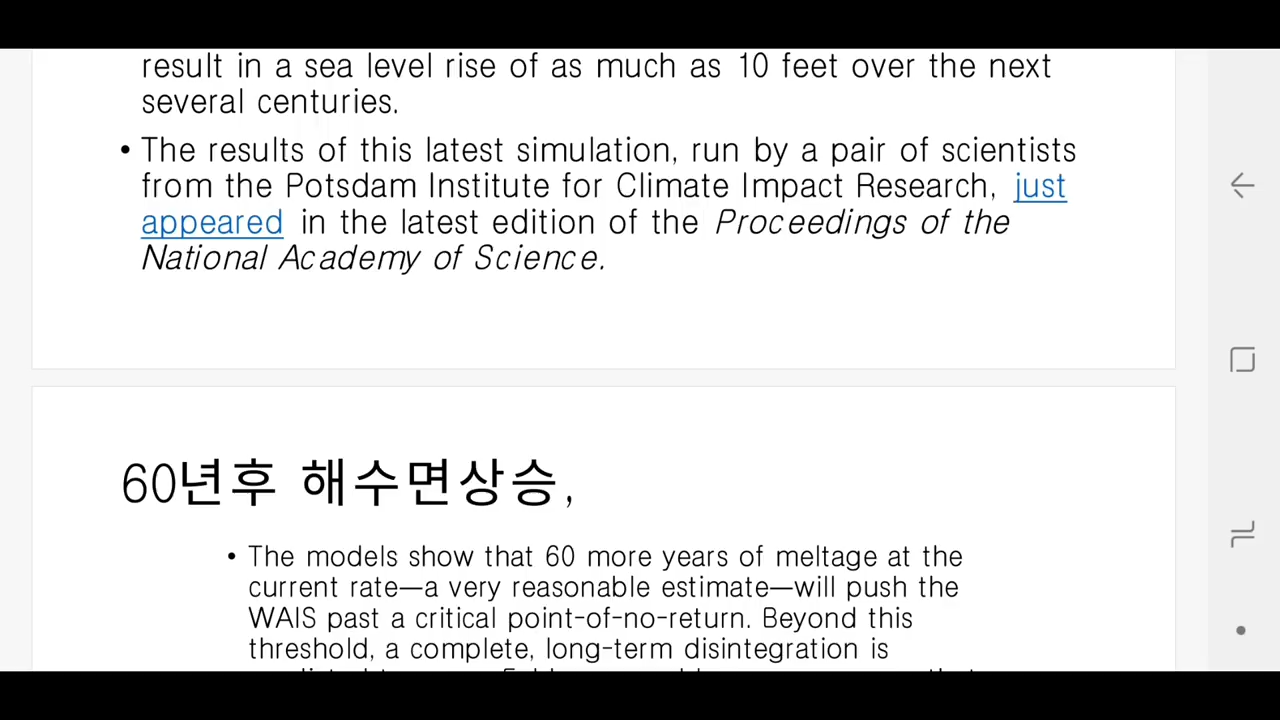 result in a sea level rise of as much as 10 feet over the next
several centuries.
• The results of this latest simulation, run by a pair of scientists
from the Potsdam Institute for Climate Impact Research, just
appeared in the latest edition of the Proceedings of the
National Academy of Science.
60년후 해수면상승,
• The models show that 60 more years of meltage at the
current rate—a very reasonable estimate—will push the
WAIS past a critical point-of-no-return. Beyond this
threshold, a complete, long-term disintegration is